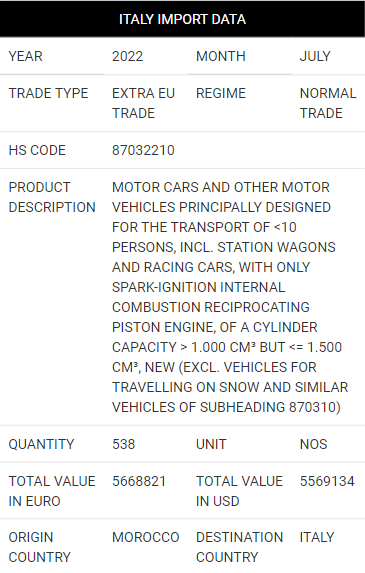 ITALY IMPORT DATA
YEAR 2022 MONTH JULY
TRADE TYPE EXTRA EU TRADE REGIME NORMAL TRADE
HS CODE 87032210
PRODUCT DESCRIPTION
MOTOR CARS AND OTHER MOTOR
VEHICLES PRINCIPALLY DESIGNED
FOR THE TRANSPORT OF <10
PERSONS, INCL. STATION WAGONS
AND RACING CARS, WITH ONLY
SPARK-IGNITION INTERNAL
COMBUSTION RECIPROCATING
PISTON ENGINE, OF A CYLINDER
CAPACITY > 1.000 CM³ BUT <= 1.500
CM³, NEW (EXCL. VEHICLES FOR
TRAVELLING ON SNOW AND SIMILAR
VEHICLES OF SUBHEADING 870310)
QUANTITY 538 UNIT NOS
TOTAL VALUE IN EURO 5668821 TOTAL VALUE IN USD 5569134
ORIGIN COUNTRY MOROCCO DESTINATION COUNTRY ITALY